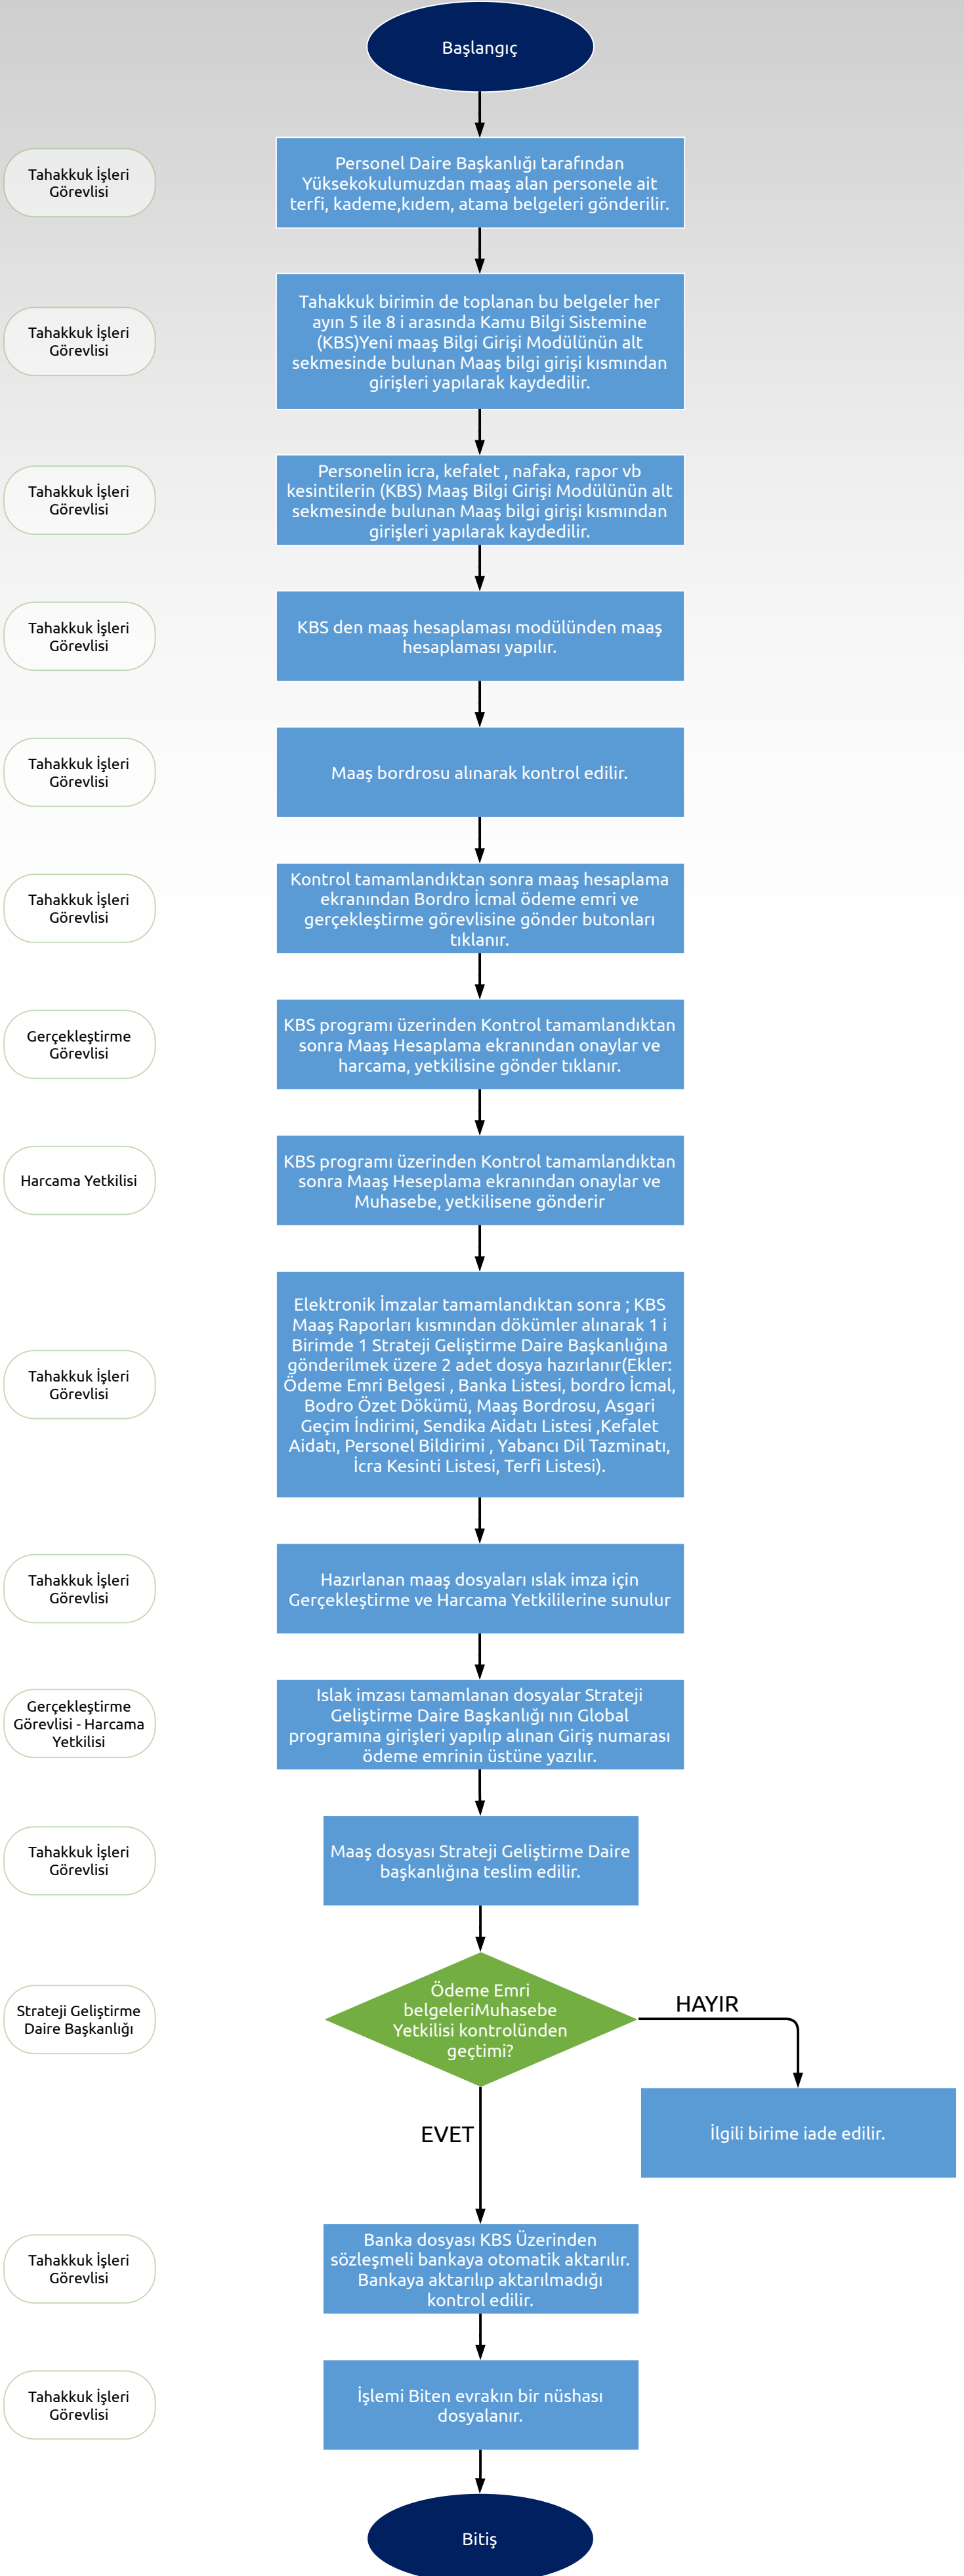 Başlangıç
Tahakkuk İşleri
Görevlisi
Personel Daire Başkanlığı tarafından
Yüksekokulumuzdan maaş alan personele ait
terfi, kademe,kıdem, atama belgeleri gönderilir.
Tahakkuk İşleri
Görevlisi
Tahakkuk birimin de toplanan bu belgeler her
ayın 5 ile 8 i arasında Kamu Bilgi Sistemine
(KBS)Yeni maaş Bilgi Girişi Modülünün alt
sekmesinde bulunan Maaş bilgi girişi kısmından
girişleri yapılarak kaydedilir.
Tahakkuk İşleri
Görevlisi
Personelin icra, kefalet , nafaka, rapor vb
kesintilerin (KBS) Maaş Bilgi Girişi Modülünün alt
sekmesinde bulunan Maaş bilgi girişi kısmından
girişleri yapılarak kaydedilir.
Tahakkuk İşleri
Görevlisi
KBS den maaş hesaplaması modülünden maaş
hesaplaması yapılır.
Tahakkuk İşleri
Görevlisi
Maaş bordrosu alınarak kontrol edilir.
Tahakkuk İşleri
Görevlisi
Kontrol tamamlandıktan sonra maaş hesaplama
ekranından Bordro İcmal ödeme emri ve
gerçekleştirme görevlisine gönder butonları
tıklanır.
Gerçekleştirme
Görevlisi
KBS programı üzerinden Kontrol tamamlandıktan
sonra Maaş Hesaplama ekranından onaylar ve
harcama, yetkilisine gönder tıklanır.
Harcama Yetkilisi
KBS programı üzerinden Kontrol tamamlandıktan
sonra Maaş Heseplama ekranından onaylar ve
Muhasebe, yetkilisene gönderir
Tahakkuk İşleri
Görevlisi
Elektronik İmzalar tamamlandıktan sonra ; KBS
Maaş Raporları kısmından dökümler alınarak 1 i
Birimde 1 Strateji Geliştirme Daire Başkanlığına
gönderilmek üzere 2 adet dosya hazırlanır(Ekler:
Ödeme Emri Belgesi , Banka Listesi, bordro İcmal,
Bodro Özet Dökümü, Maaş Bordrosu, Asgari
Geçim İndirimi, Sendika Aidatı Listesi ,Kefalet
Aidatı, Personel Bildirimi , Yabancı Dil Tazminatı,
İcra Kesinti Listesi, Terfi Listesi).
Tahakkuk İşleri
Görevlisi
Hazırlanan maaş dosyaları ıslak imza için
Gerçekleştirme ve Harcama Yetkililerine sunulur
Gerçekleştirme
Görevlisi - Harcama
Yetkilisi
Islak imzası tamamlanan dosyalar Strateji
Geliştirme Daire Başkanlığı nın Global
programına girişleri yapılıp alınan Giriş numarası
ödeme emrinin üstüne yazılır.
Tahakkuk İşleri
Görevlisi
Maaş dosyası Strateji Geliştirme Daire
başkanlığına teslim edilir.
Strateji Geliştirme
Daire Başkanlığı
Ödeme Emri
belgeleriMuhasebe
Yetkilisi kontrolünden
geçtimi?
HAYIR
İlgili birime iade edilir.
EVET
Tahakkuk İşleri
Görevlisi
Banka dosyası KBS Üzerinden
sözleşmeli bankaya otomatik aktarılır.
Bankaya aktarılıp aktarılmadığı
kontrol edilir.
Tahakkuk İşleri
Görevlisi
İşlemi Biten evrakın bir nüshası
dosyalanır.
Bitiş